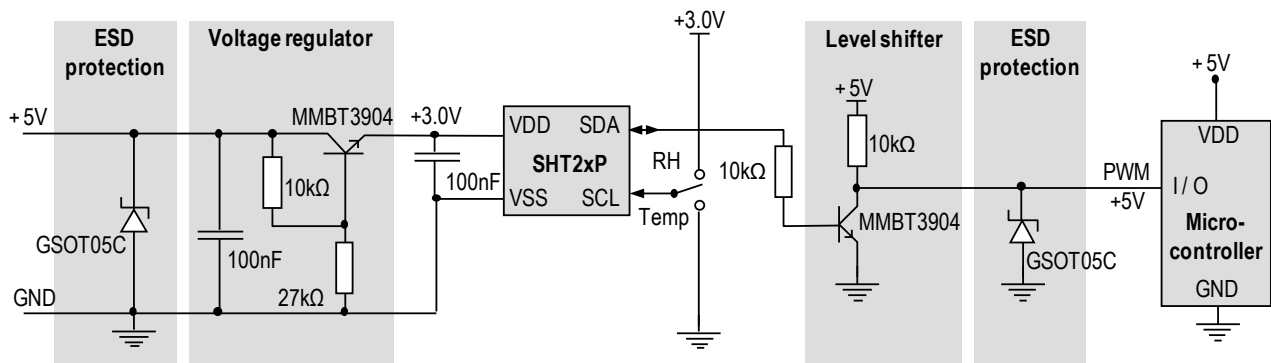 ESD
protection
Voltage regulator
+5V
MMBT3904
+3.0V
10kΩ
100nF
GSOT05C
100nF
27kΩ
GND
VDD SDA
SHT2xP
VSS SCL
+3.0V
RH
Temp
10kΩ
Level shifter
+5V
10kΩ
MMBT3904
ESD
protection
GSOT05C
PWM
+5V
+5V
VDD
I / O
Micro-
controller
GND